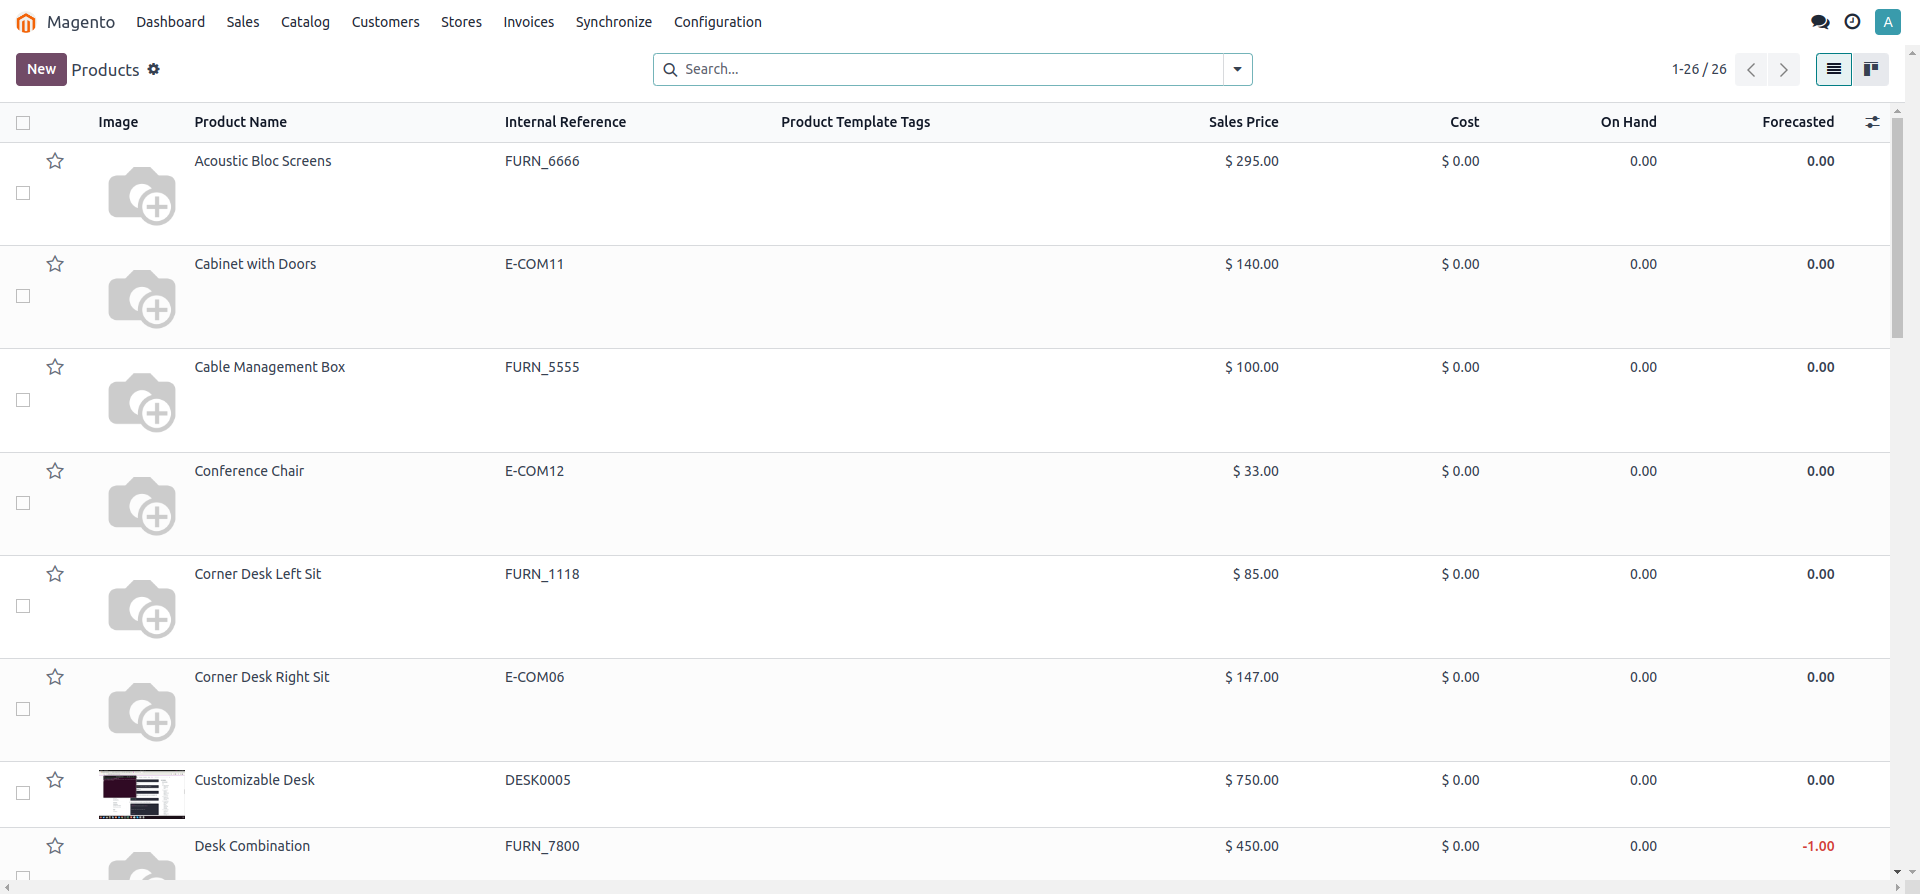 Magento Dashboard Sales Catalog Customers Stores Invoices Synchronize Configuration A
New Products Search... 1-26 / 26
Image Product Name Internal Reference Product Template Tags Sales Price Cost On Hand Forecasted
Acoustic Bloc Screens FURN_6666 $ 295.00 $ 0.00 0.00 0.00
Cabinet with Doors E-COM11 $ 140.00 $ 0.00 0.00 0.00
Cable Management Box FURN_5555 $ 100.00 $ 0.00 0.00 0.00
Conference Chair E-COM12 $ 33.00 $ 0.00 0.00 0.00
Corner Desk Left Sit FURN_1118 $ 85.00 $ 0.00 0.00 0.00
Corner Desk Right Sit E-COM06 $ 147.00 $ 0.00 0.00 0.00
Customizable Desk DESK0005 $ 750.00 $ 0.00 0.00 0.00
Desk Combination FURN_7800 $ 450.00 $ 0.00 0.00 -1.00